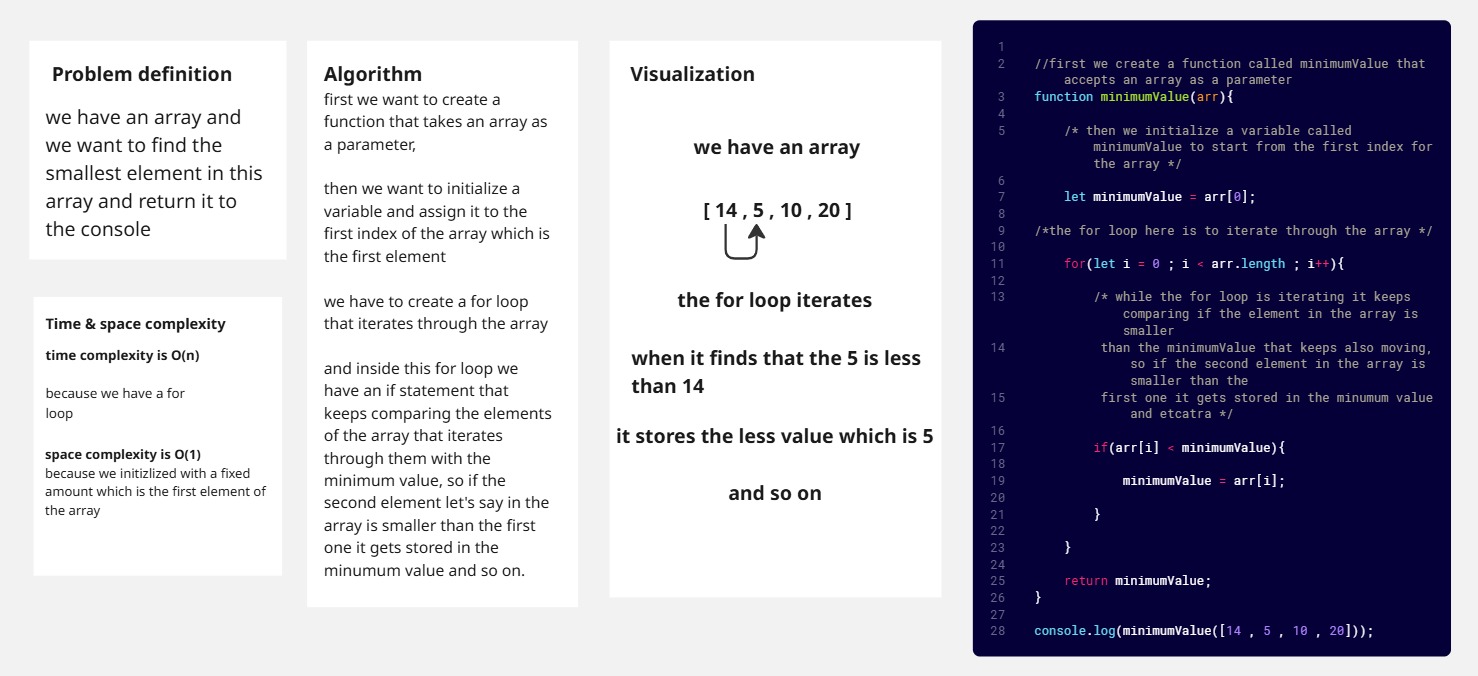 Problem definition
we have an array and
we want to find the
smallest element in this
array and return it to
the console
Time & space complexity
time complexity is O(n)
because we have a for
loop
space complexity is O(1)
because we initizlized with a fixed
amount which is the first element of
the array
Algorithm
first we want to create a
function that takes an array as
a parameter,
then we want to initialize a
variable and assign it to the
first index of the array which is
the first element
we have to create a for loop
that iterates through the array
and inside this for loop we
have an if statement that
keeps comparing the elements
of the array that iterates
through them with the
minimum value, so if the
second element let's say in the
array is smaller than the first
one it gets stored in the
minumum value and so on.
Visualization
we have an array
[ 14 , 5 , 10 , 20 ]
the for loop iterates
when it finds that the 5 is less
than 14
it stores the less value which is 5
and so on
1
2 //first we create a function called minimumValue that
accepts an array as a parameter
3 function minimumValue(arr){
4
5 /* then we initialize a variable called
minimumValue to start from the first index for
the array */
6
7 let minimumValue = arr[0];
8
9 /*the for loop here is to iterate through the array */
10
11 for(let i = 0 ; i < arr.length ; i++){
12
13 /* while the for loop is iterating it keeps
comparing if the element in the array is
smaller
14 than the minimumValue that keeps also moving,
so if the second element in the array is
smaller than the
15 first one it gets stored in the minumum value
and etcatra */
16
17 if(arr[i] < minimumValue){
18
19 minimumValue = arr[i];
20
21 }
22
23 }
24
25 return minimumValue;
26 }
27
28 console.log(minimumValue([14 , 5 , 10 , 20]));